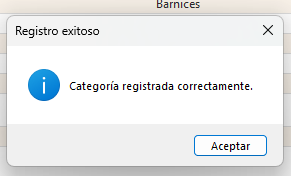 Barnices
Registro exitoso
Categoría registrada correctamente.
Aceptar